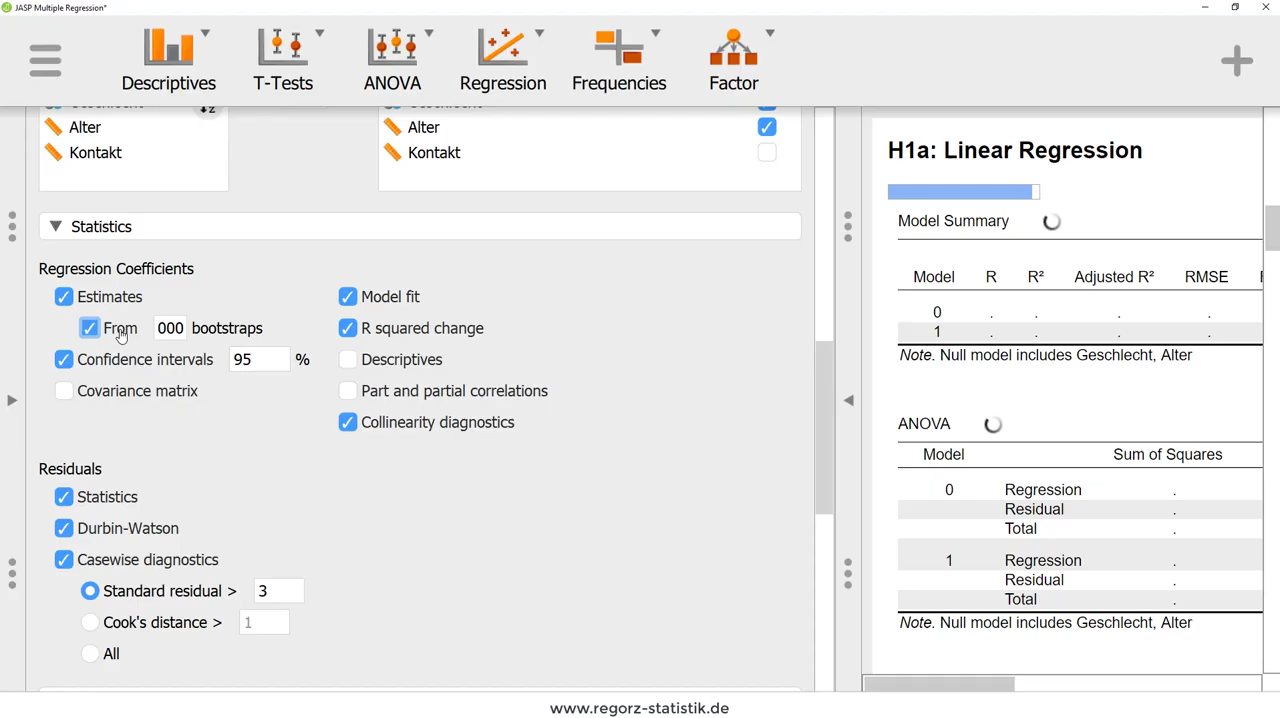 JASP Multiple Regression*
Descriptives T-Tests ANOVA Regression Frequencies Factor
Alter
Kontakt
Alter
Kontakt
Statistics
Regression Coefficients
Estimates
From 000 bootstraps
Confidence intervals 95 %
Covariance matrix
Model fit
R squared change
Descriptives
Part and partial correlations
Collinearity diagnostics
Residuals
Statistics
Durbin-Watson
Casewise diagnostics
Standard residual > 3
Cook's distance > 1
All
H1a: Linear Regression
Model Summary
Model R R² Adjusted R² RMSE
0 . . . .
1 . . . .
Note. Null model includes Geschlecht, Alter
ANOVA
Model Sum of Squares
0 Regression .
Residual .
Total .
1 Regression .
Residual .
Total .
Note. Null model includes Geschlecht, Alter
www.regorz-statistik.de